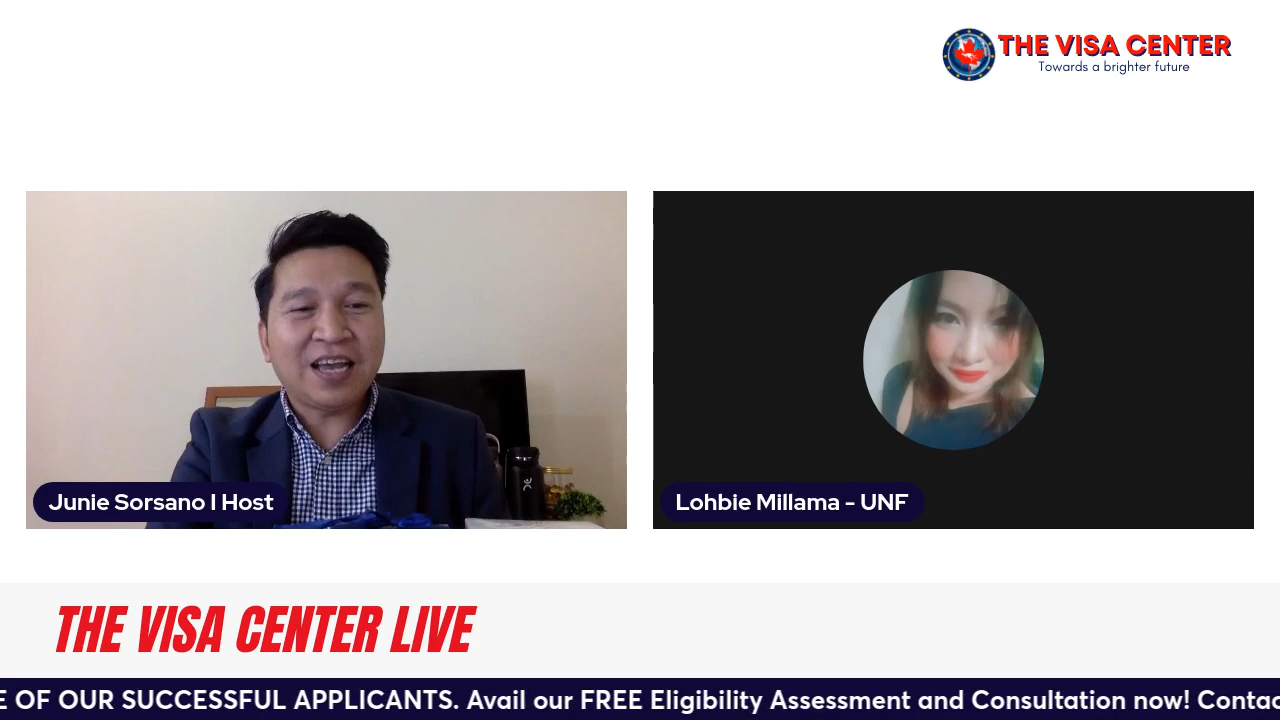 THE VISA CENTER
Towards a brighter future
Junie Sorsano I Host
Lohbie Millama - UNF
THE VISA CENTER LIVE
OF OUR SUCCESSFUL APPLICANTS. Avail our FREE Eligibility Assessment and Consultation now!